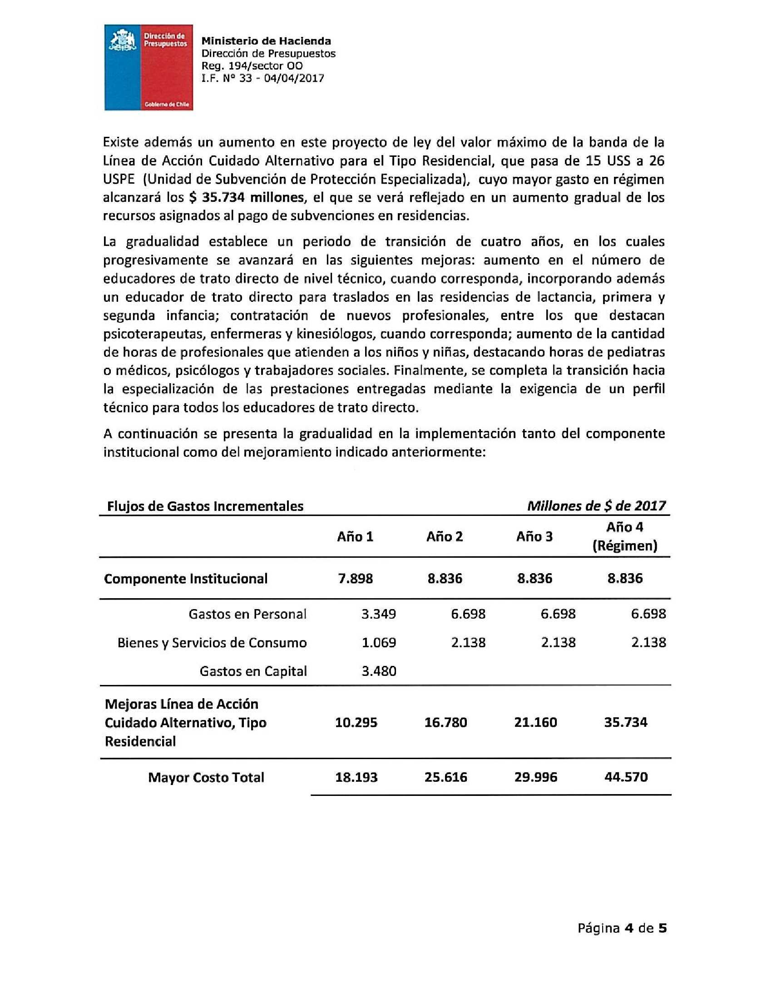 Dirección de
Presupuestos
Gobierno de Chile
Ministerio de Hacienda
Dirección de Presupuestos
Reg. 194/sector OO
I.F. Nº 33 - 04/04/2017
Existe además un aumento en este proyecto de ley del valor máximo de la banda de la
Línea de Acción Cuidado Alternativo para el Tipo Residencial, que pasa de 15 USS a 26
USPE (Unidad de Subvención de Protección Especializada), cuyo mayor gasto en régimen
alcanzará los $ 35.734 millones, el que se verá reflejado en un aumento gradual de los
recursos asignados al pago de subvenciones en residencias.
La gradualidad establece un periodo de transición de cuatro años, en los cuales
progresivamente se avanzará en las siguientes mejoras: aumento en el número de
educadores de trato directo de nivel técnico, cuando corresponda, incorporando además
un educador de trato directo para traslados en las residencias de lactancia, primera y
segunda infancia; contratación de nuevos profesionales, entre los que destacan
psicoterapeutas, enfermeras y kinesiólogos, cuando corresponda; aumento de la cantidad
de horas de profesionales que atienden a los niños y niñas, destacando horas de pediatras
o médicos, psicólogos y trabajadores sociales. Finalmente, se completa la transición hacia
la especialización de las prestaciones entregadas mediante la exigencia de un perfil
técnico para todos los educadores de trato directo.
A continuación se presenta la gradualidad en la implementación tanto del componente
institucional como del mejoramiento indicado anteriormente:
Flujos de Gastos Incrementales Millones de $ de 2017
Año 1 Año 2 Año 3 Año 4
(Régimen)
Componente Institucional 7.898 8.836 8.836 8.836
Gastos en Personal 3.349 6.698 6.698 6.698
Bienes y Servicios de Consumo 1.069 2.138 2.138 2.138
Gastos en Capital 3.480
Mejoras Línea de Acción
Cuidado Alternativo, Tipo 10.295 16.780 21.160 35.734
Residencial
Mayor Costo Total 18.193 25.616 29.996 44.570
Página 4 de 5